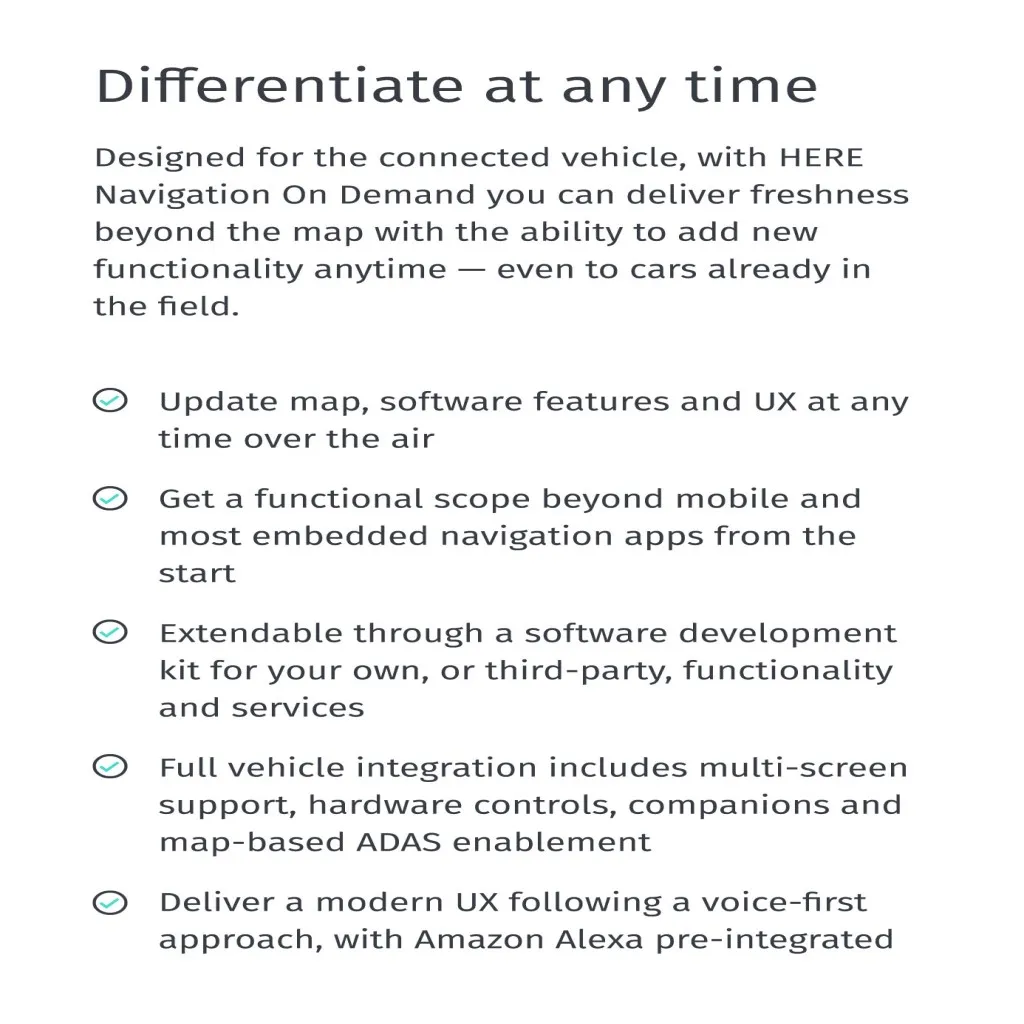 Differentiate at any time
Designed for the connected vehicle, with HERE
Navigation On Demand you can deliver freshness
beyond the map with the ability to add new
functionality anytime — even to cars already in
the field.
Update map, software features and UX at any
time over the air
Get a functional scope beyond mobile and
most embedded navigation apps from the
start
Extendable through a software development
kit for your own, or third-party, functionality
and services
Full vehicle integration includes multi-screen
support, hardware controls, companions and
map-based ADAS enablement
Deliver a modern UX following a voice-first
approach, with Amazon Alexa pre-integrated